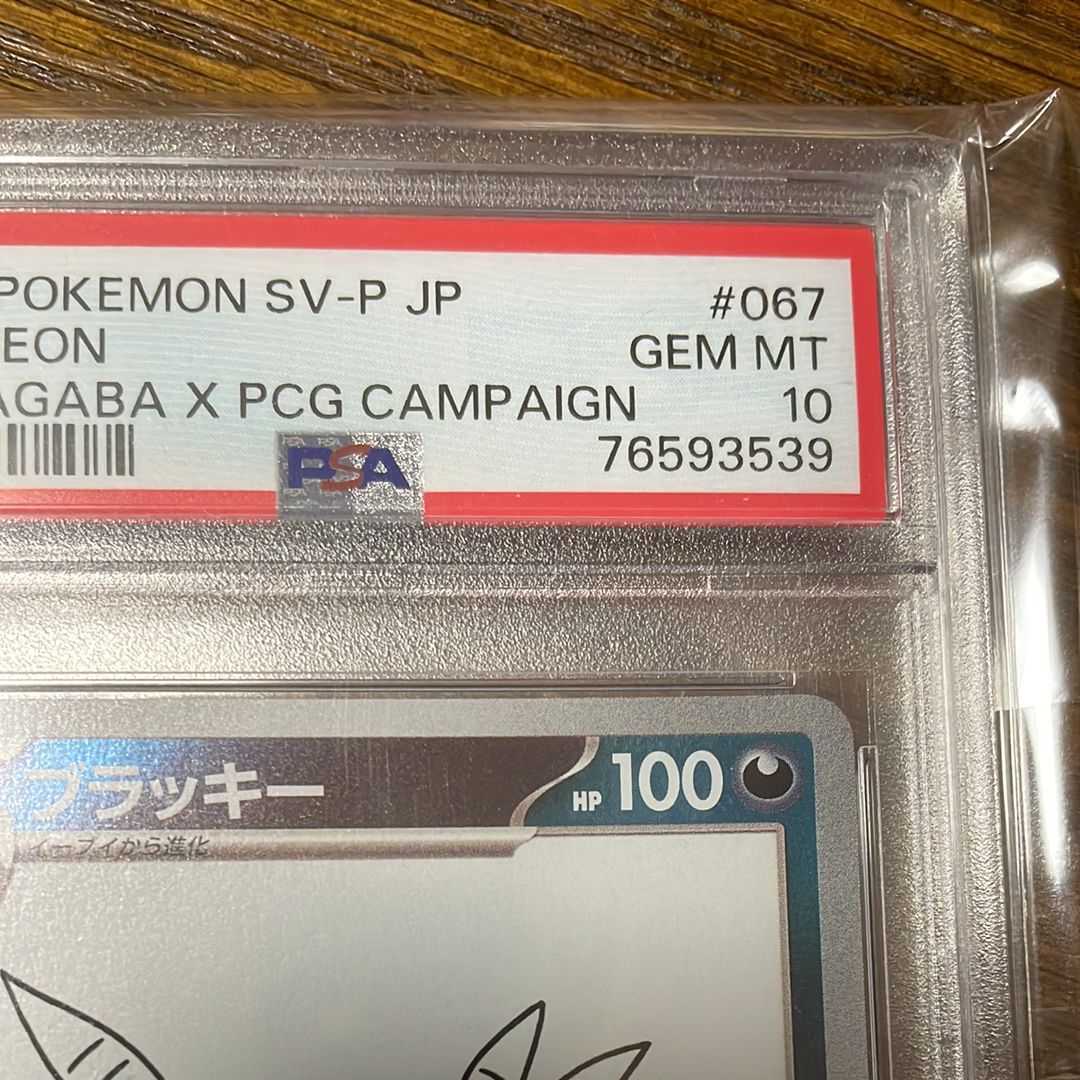 POKEMON SV-P JP #067
EON GEM MT
AGABA X PCG CAMPAIGN 10
PSA 76593539
ブラッキー HP 100
イーブイから進化